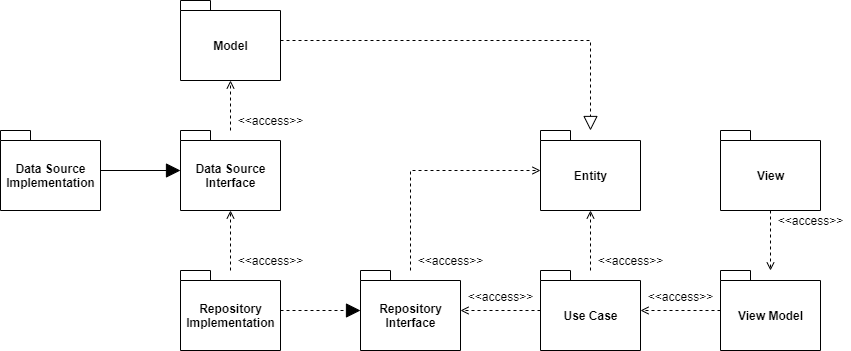 Model
<<access>>
Data Source
Implementation
Data Source
Interface
Entity
View
<<access>>
<<access>>
<<access>>
<<access>>
Repository
Implementation
Repository
Interface
<<access>>
Use Case
<<access>>
View Model